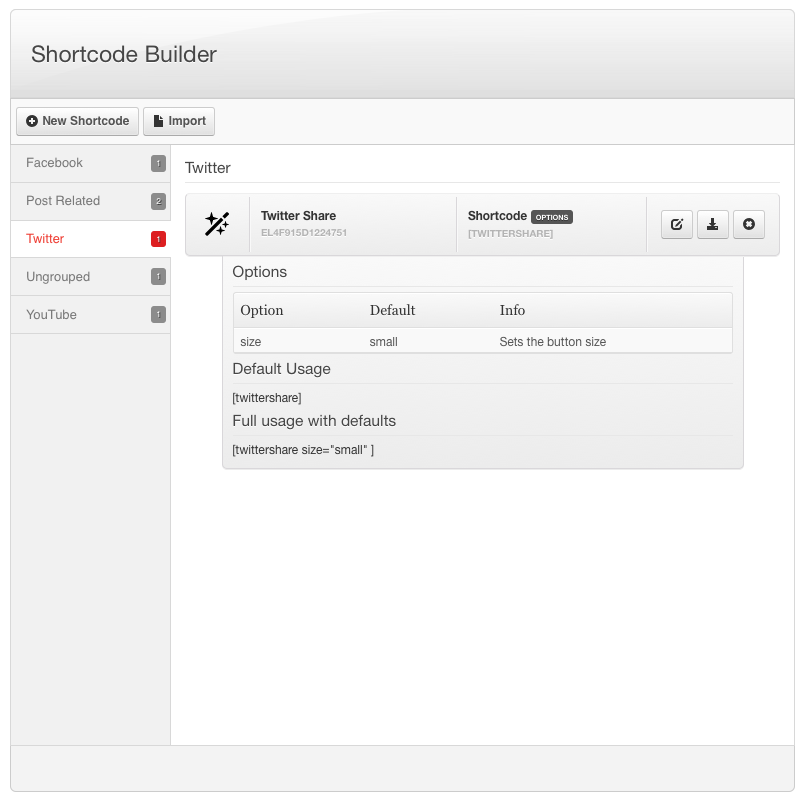 Shortcode Builder
New Shortcode Import
Facebook 1
Post Related 2
Twitter 1
Ungrouped 1
YouTube 1
Twitter
Twitter Share
EL4F915D1224751
Shortcode OPTIONS
[TWITTERSHARE]
Options
Option Default Info
size small Sets the button size
Default Usage
[twittershare]
Full usage with defaults
[twittershare size="small" ]